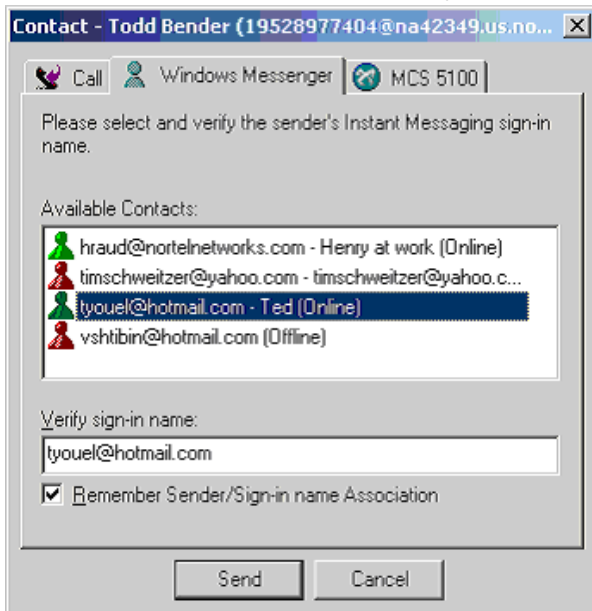 Contact - Todd Bender (19528977404@na42349.us.no...
Call
Windows Messenger
MCS 5100
Please select and verify the sender's Instant Messaging sign-in
name.
Available Contacts:
hraud@nortelnetworks.com - Henry at work (Online)
timschweitzer@yahoo.com - timschweitzer@yahoo.c...
tyouel@hotmail.com - Ted (Online)
vshtibin@hotmail.com (Offline)
Verify sign-in name:
tyouel@hotmail.com
Remember Sender/Sign-in name Association
Send
Cancel